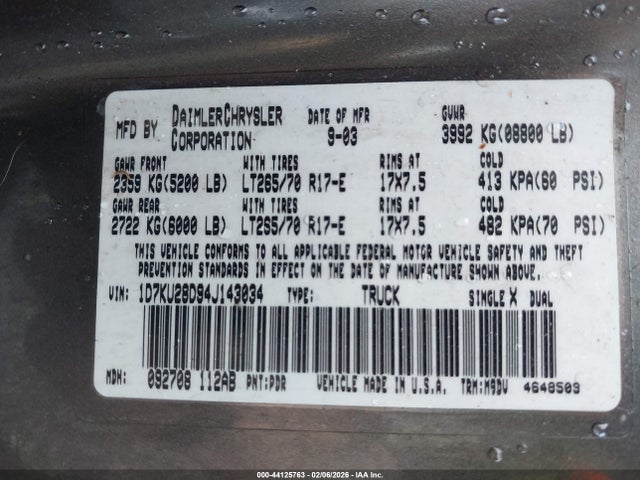 MFD BY DAIMLERCHRYSLER CORPORATION DATE OF MFR 9-03 GVWR 3992 KG(08800 LB)
GAWR FRONT WITH TIRES RIMS AT COLD
2359 KG(5200 LB) LT265/70 R17-E 17X7.5 413 KPA(60 PSI)
GAWR REAR WITH TIRES RIMS AT COLD
2722 KG(6000 LB) LT265/70 R17-E 17X7.5 482 KPA(70 PSI)
THIS VEHICLE CONFORMS TO ALL APPLICABLE FEDERAL MOTOR VEHICLE SAFETY AND THEFT
PREVENTION STANDARDS IN EFFECT ON THE DATE OF MANUFACTURE SHOWN ABOVE.
VIN: 1D7KU28D94J143034 TYPE: TRUCK SINGLE X DUAL
MDH: 092708 112AB PNT:PDR VEHICLE MADE IN U.S.A. TRM:M9DV 4648509
000-44125763 - 02/06/2026 - IAA Inc.